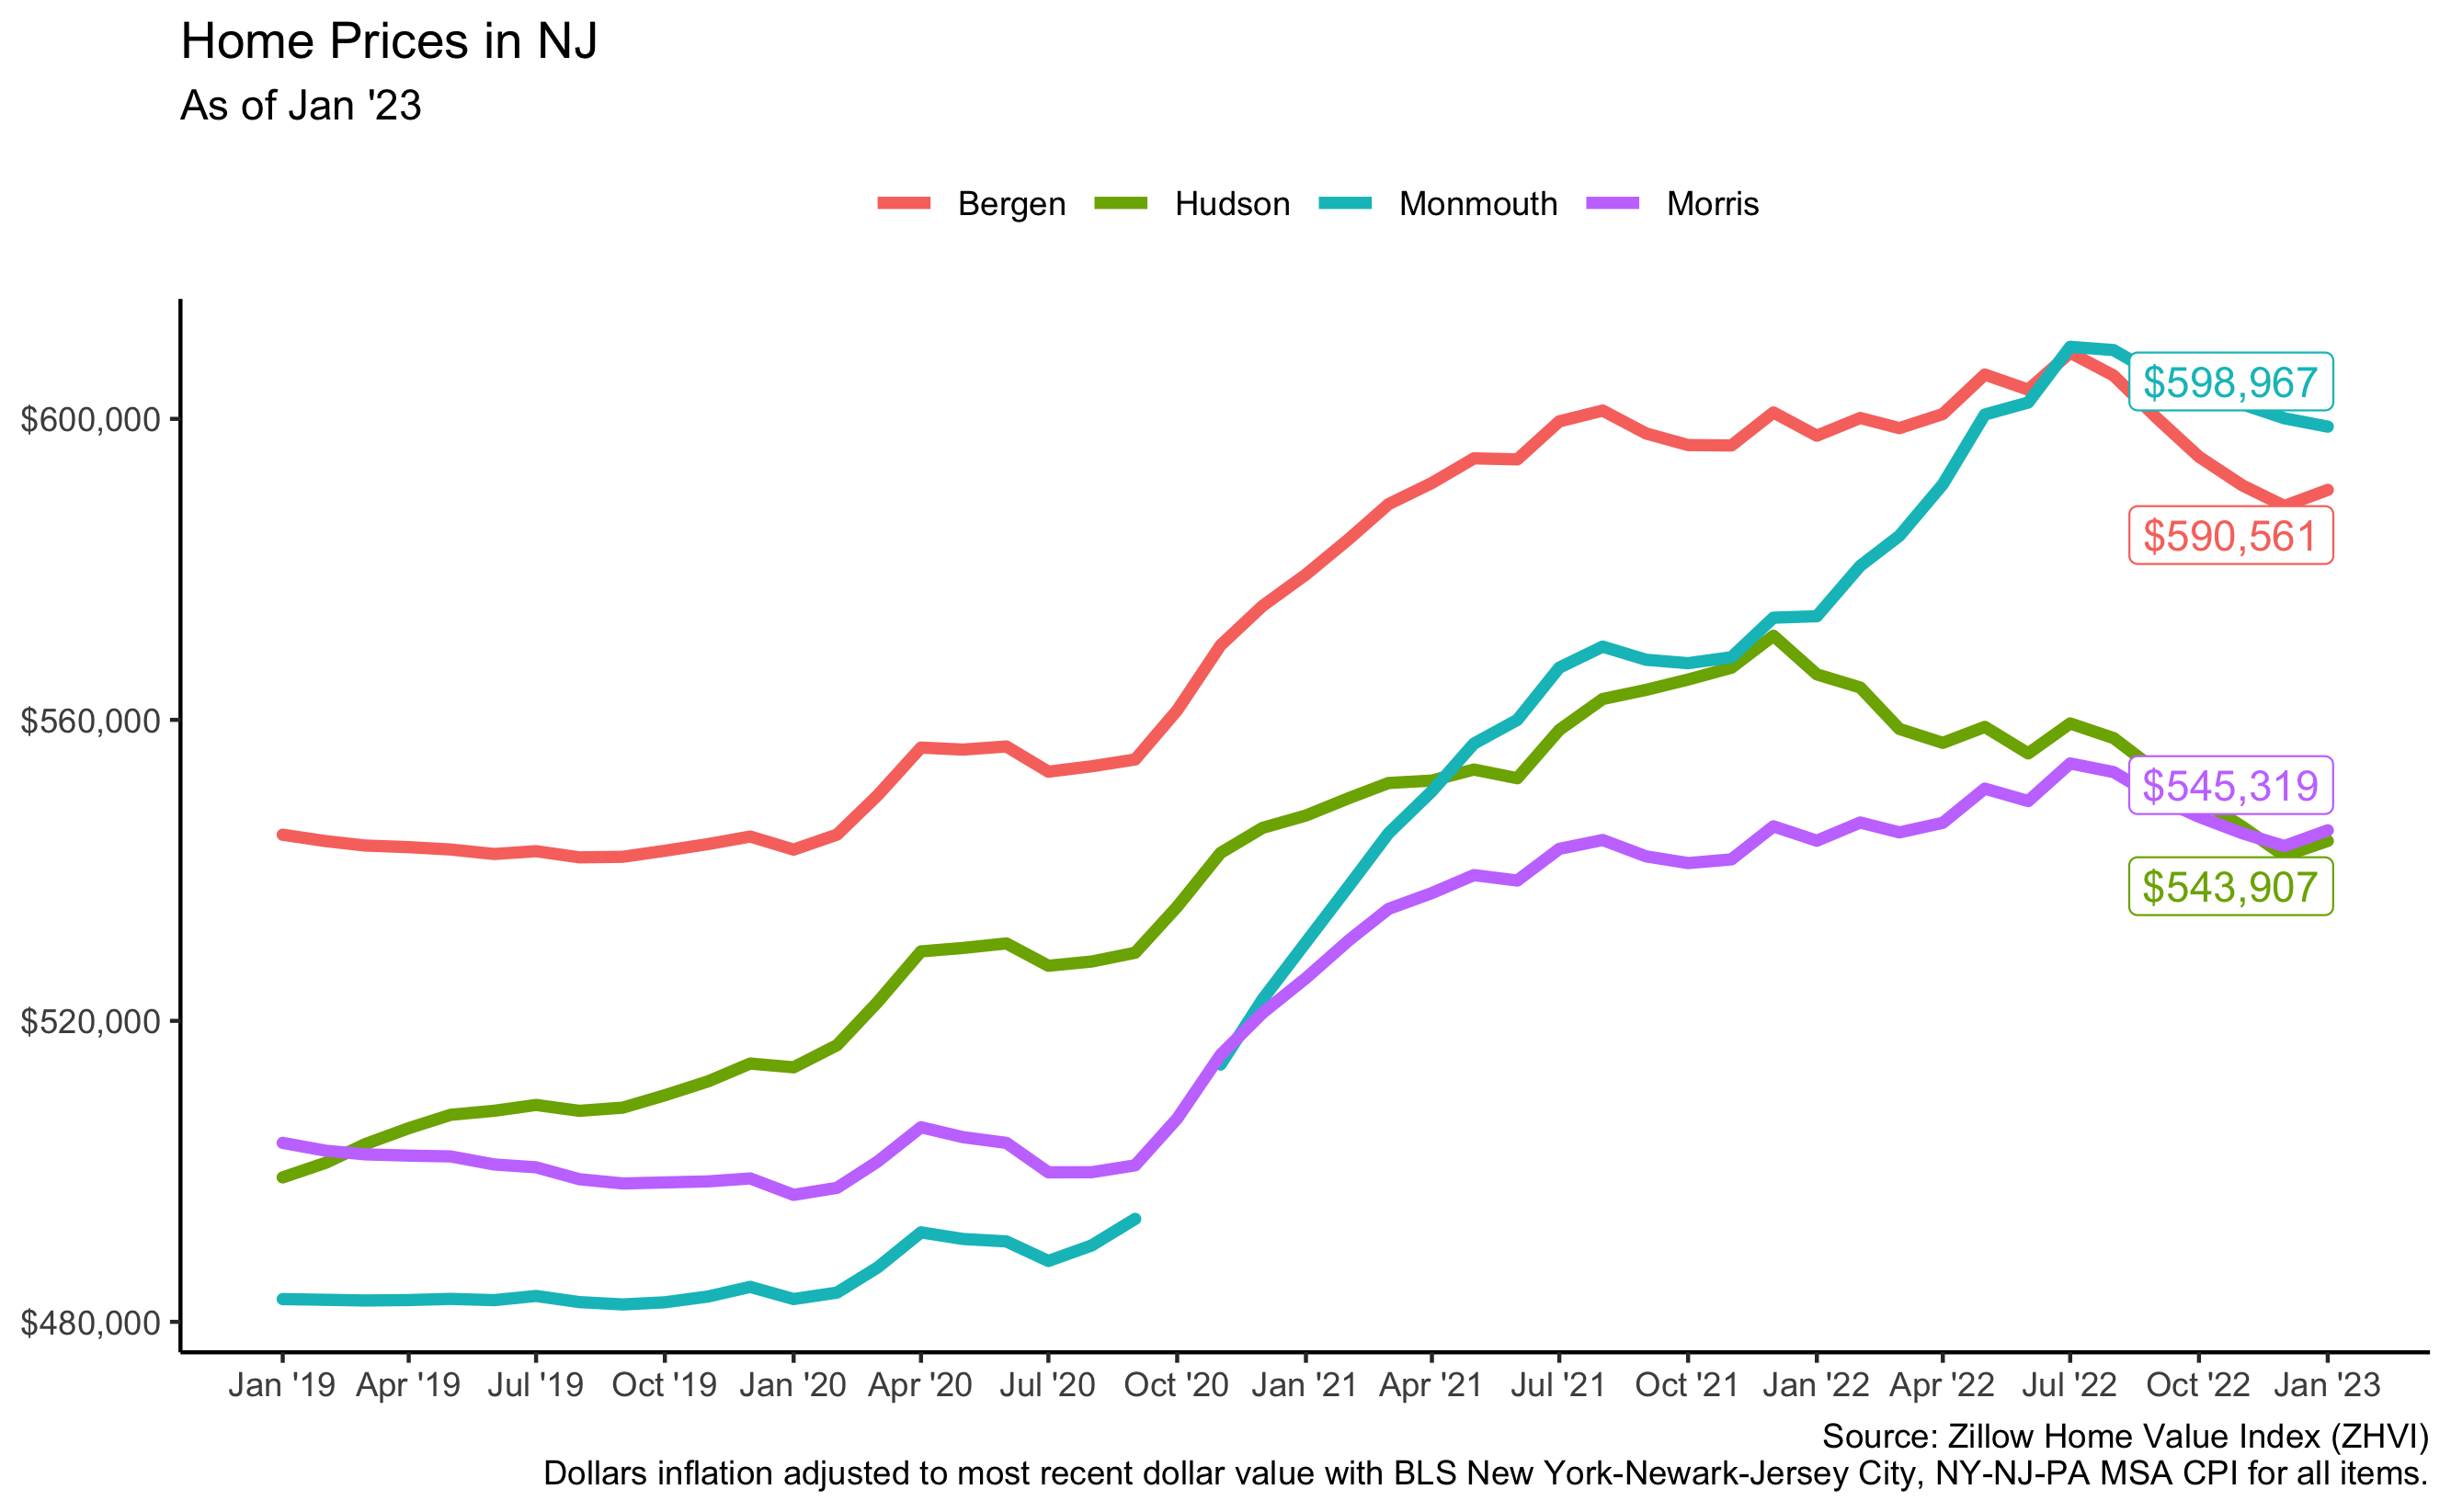 Home Prices in NJ
As of Jan '23
Bergen Hudson Monmouth Morris
$600,000
$560,000
$520,000
$480,000
$598,967
$590,561
$545,319
$543,907
Jan '19 Apr '19 Jul '19 Oct '19 Jan '20 Apr '20 Jul '20 Oct '20 Jan '21 Apr '21 Jul '21 Oct '21 Jan '22 Apr '22 Jul '22 Oct '22 Jan '23
Source: Zillow Home Value Index (ZHVI)
Dollars inflation adjusted to most recent dollar value with BLS New York-Newark-Jersey City, NY-NJ-PA MSA CPI for all items.